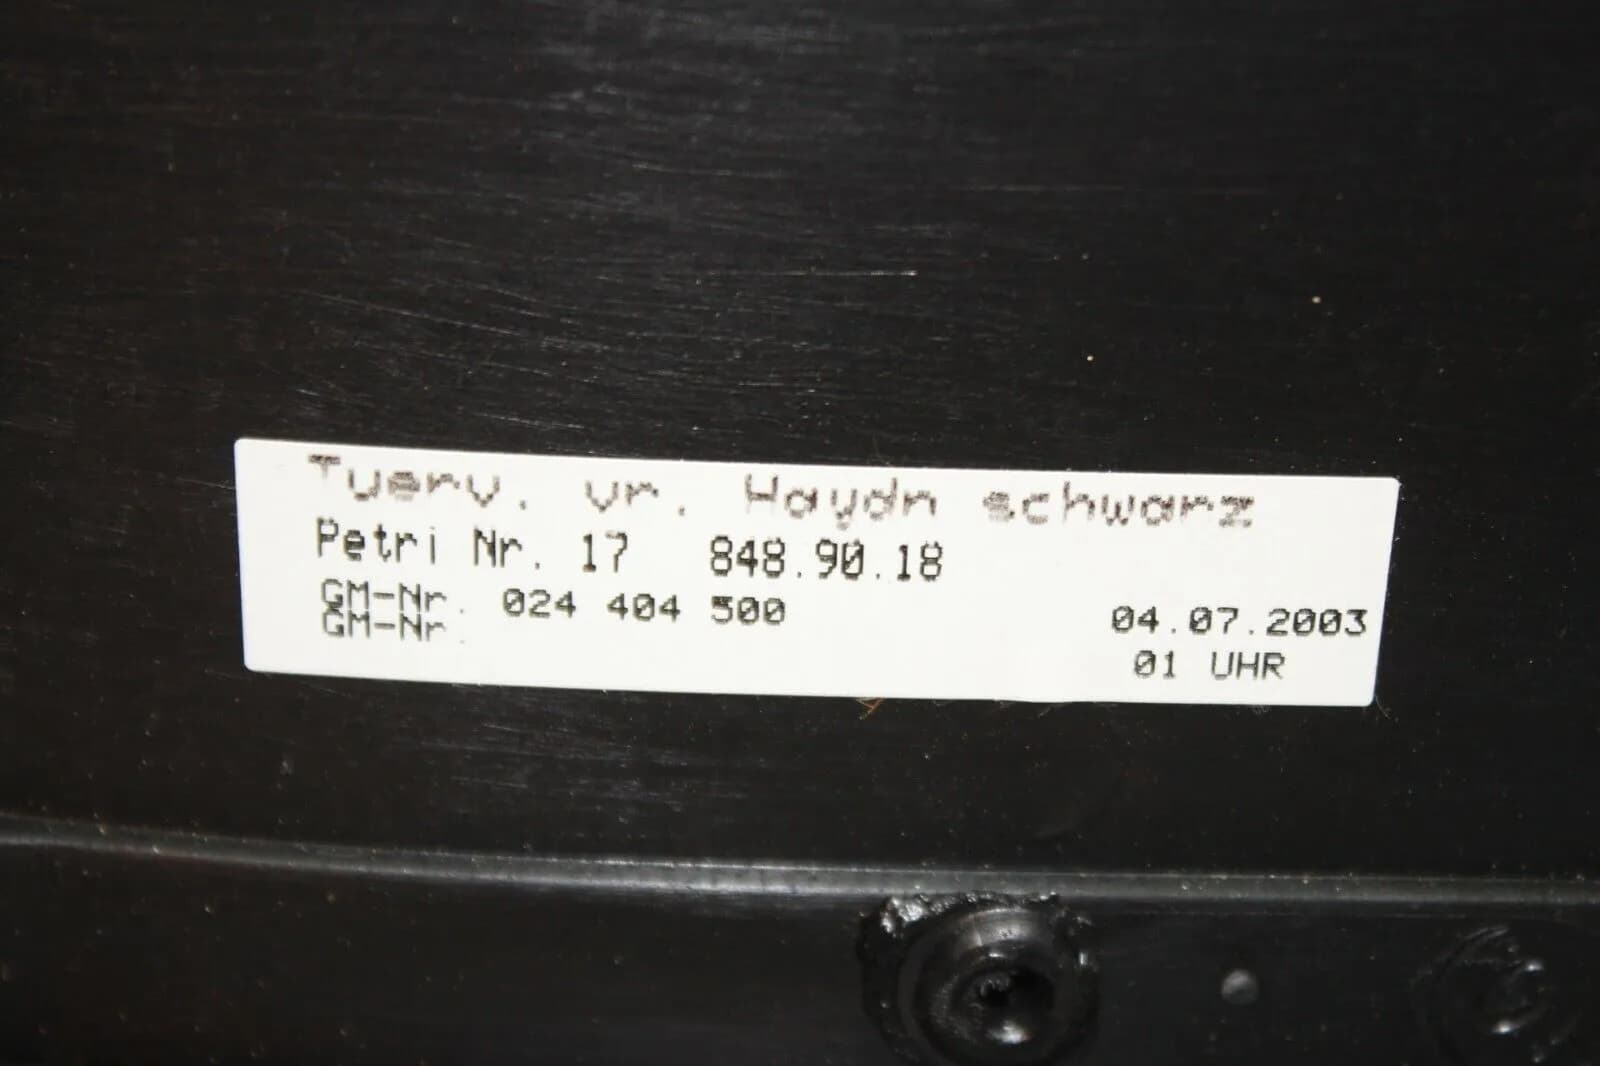 Tuerv. vr. Haydn schwarz
Petri Nr. 17 848.90.18
GM-Nr. 024 404 500
GM-Nr.
04.07.2003
01 UHR